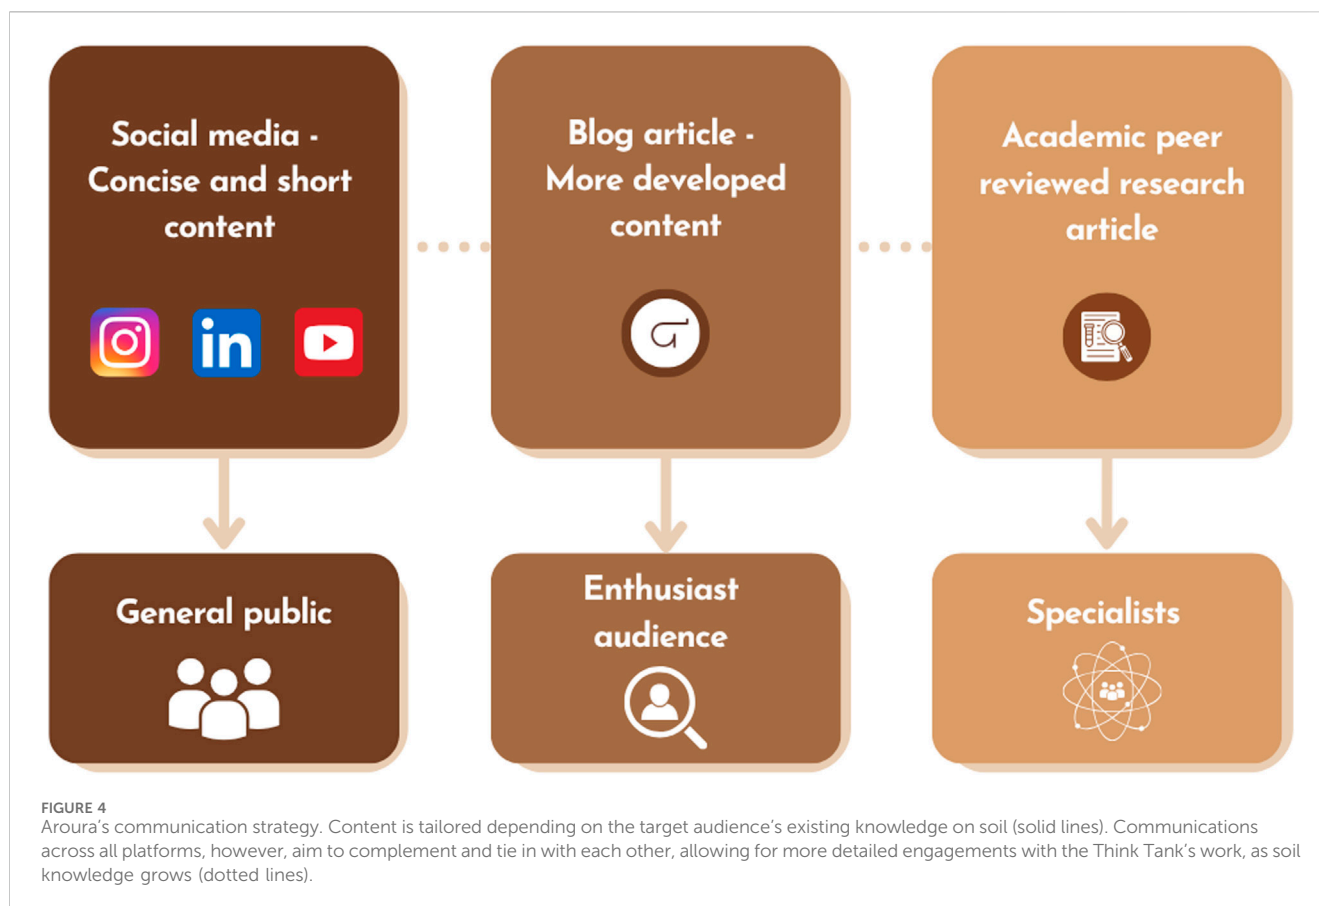 Social media -
Concise and short
content
Blog article -
More developed
content
Academic peer
reviewed research
article
in
General public
Enthusiast
audience
Specialists
FIGURE 4
Aroura’s communication strategy. Content is tailored depending on the target audience’s existing knowledge on soil (solid lines). Communications
across all platforms, however, aim to complement and tie in with each other, allowing for more detailed engagements with the Think Tank’s work, as soil
knowledge grows (dotted lines).